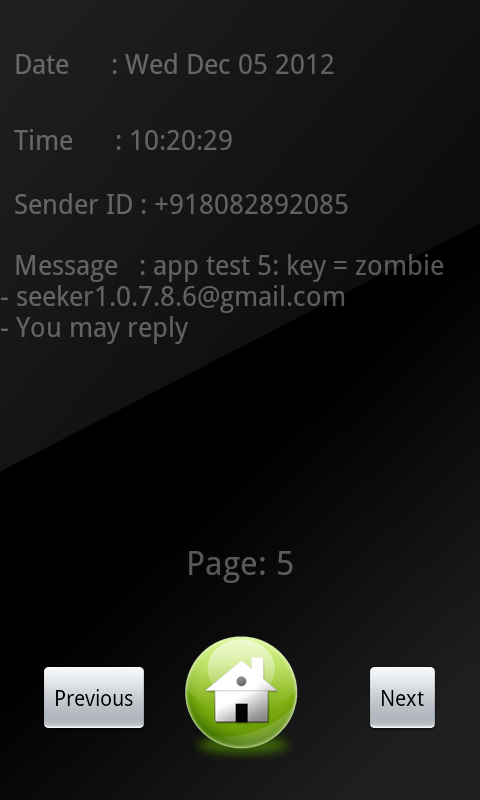 Date : Wed Dec 05 2012
Time : 10:20:29
Sender ID : +918082892085
Message : app test 5: key = zombie
- seeker1.0.7.8.6@gmail.com
- You may reply
Page: 5
Previous
Next